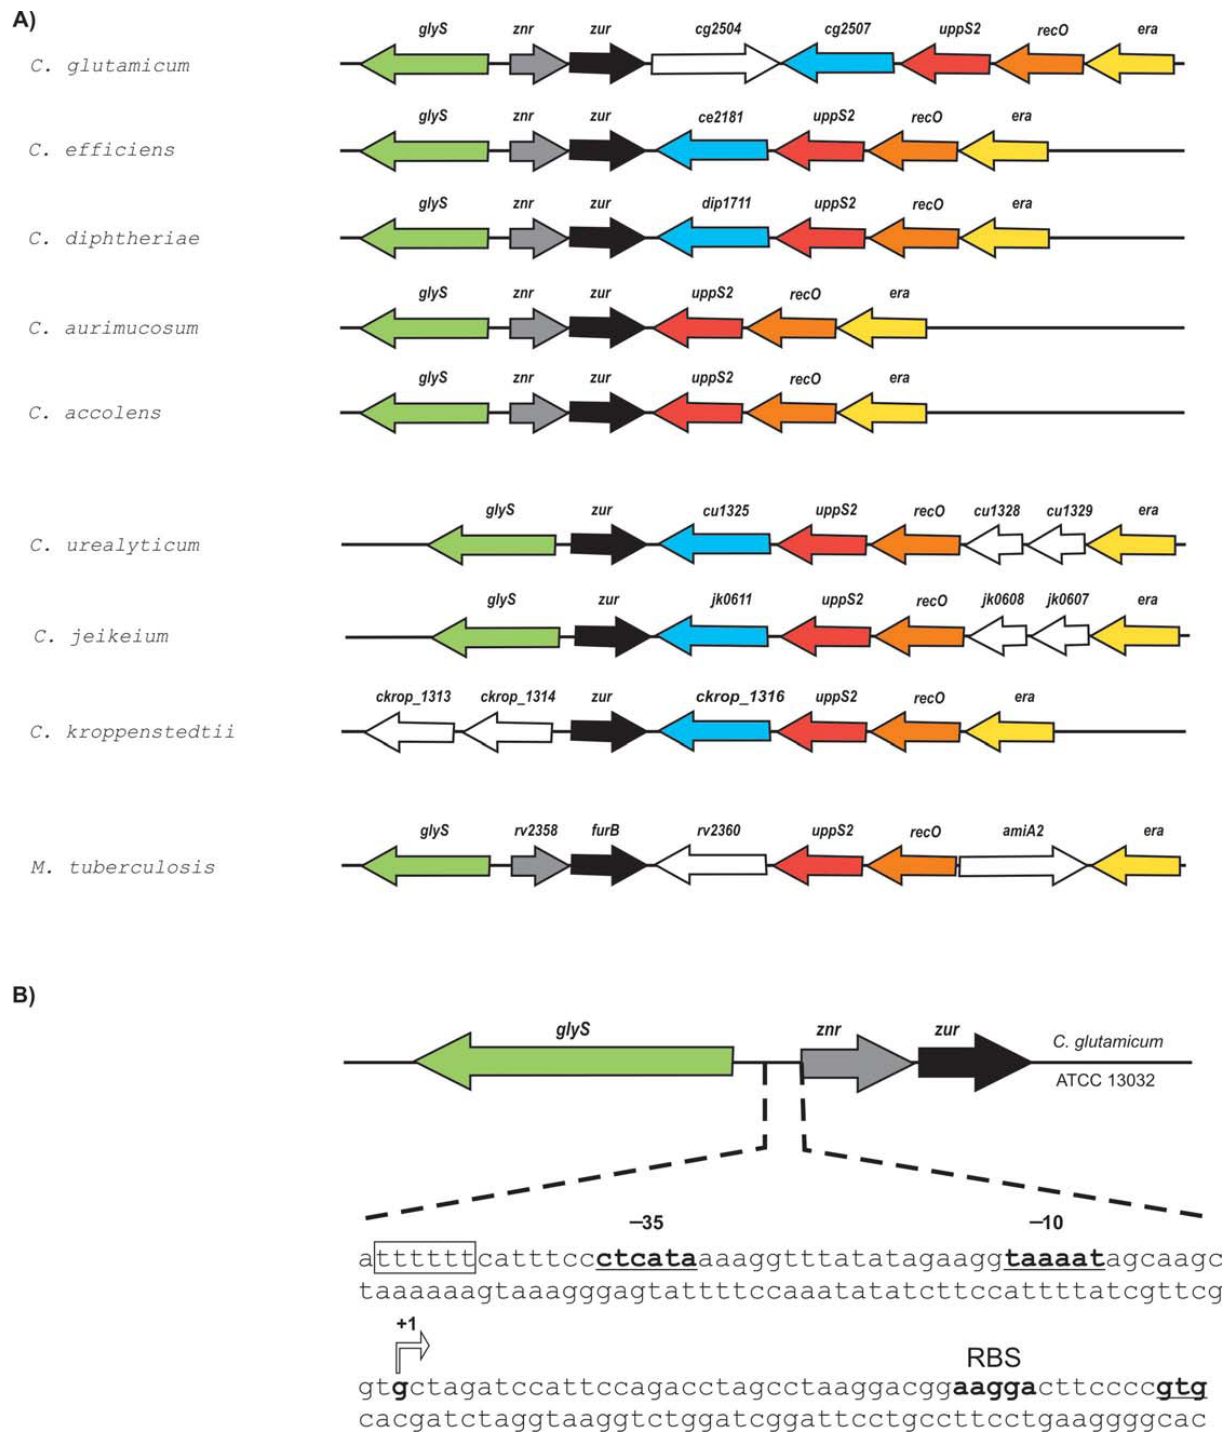 A)
glyS znr zur cg2504 cg2507 uppS2 recO era
C. glutamicum
glyS znr zur ce2181 uppS2 recO era
C. efficiens
glyS znr zur dip1711 uppS2 recO era
C. diphtheriae
glyS znr zur uppS2 recO era
C. aurimucosum
glyS znr zur uppS2 recO era
C. accolens
glyS zur cu1325 uppS2 recO cu1328 cu1329 era
C. urealyticum
glyS zur jk0611 uppS2 recO jk0608 jk0607 era
C. jeikeium
ckrop_1313 ckrop_1314 zur ckrop_1316 uppS2 recO era
C. kroppenstedtii
glyS rv2358 furB rv2360 uppS2 recO amiA2 era
M. tuberculosis
B)
glyS znr zur
C. glutamicum
ATCC 13032
–35 –10
attttttcatttccctcataaaaggtttatatagaaggtaaaatagcaagc
taaaaaagtaaagggagtattttccaaatatatcttccattttatcgttcg
+1
RBS
gtgctagatccattccagacctagcctaaggacggaaggacttccccgtg
cacgatctaggtaaggtctggatcggattcctgccttcctgaaggggcac